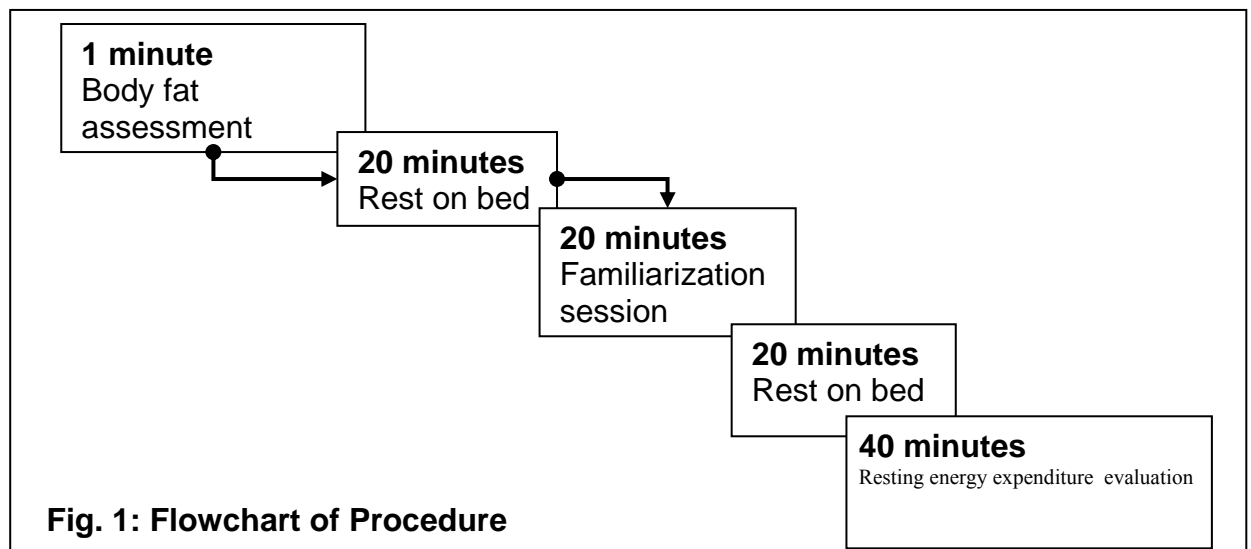 1 minute
Body fat
assessment
20 minutes
Rest on bed
20 minutes
Familiarization
session
20 minutes
Rest on bed
40 minutes
Resting energy expenditure evaluation
Fig. 1: Flowchart of Procedure